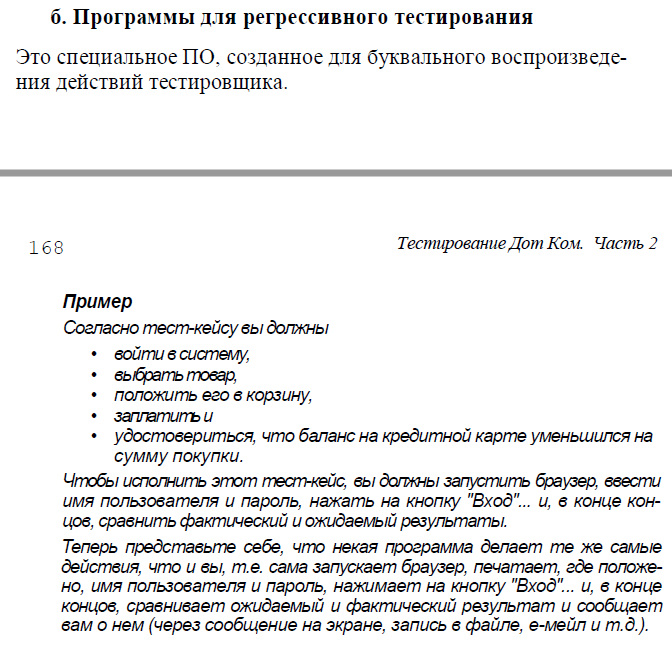 б. Программы для регрессивного тестирования
Это специальное ПО, созданное для буквального воспроизведе-
ния действий тестировщика.
168
Тестирование Дот Ком. Часть 2
Пример
Согласно тест-кейсу вы должны
• войти в систему,
• выбрать товар,
• положить его в корзину,
• заплатить и
• удостовериться, что баланс на кредитной карте уменьшился на
сумму покупки.
Чтобы исполнить этот тест-кейс, вы должны запустить браузер, ввести
имя пользователя и пароль, нажать на кнопку "Вход"... и, в конце кон-
цов, сравнить фактический и ожидаемый результаты.
Теперь представьте себе, что некая программа делает те же самые
действия, что и вы, т.е. сама запускает браузер, печатает, где положе-
но, имя пользователя и пароль, нажимает на кнопку "Вход"... и, в конце
концов, сравнивает ожидаемый и фактический результат и сообщает
вам о нем (через сообщение на экране, запись в файле, е-мейл и т.д.).